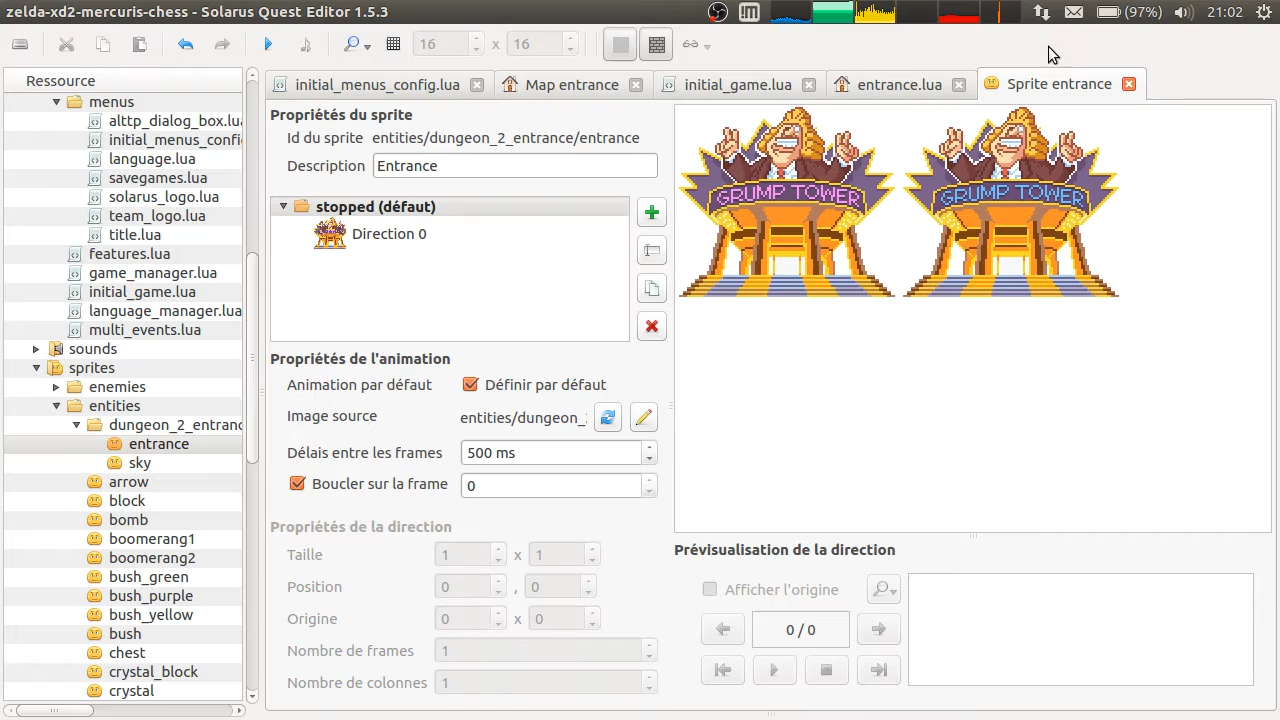 zelda-xd2-mercuris-chess - Solarus Quest Editor 1.5.3
(97%)
21:02
16 x 16
Ressource
menus
alttp_dialog_box.lua
initial_menus_confi
language.lua
savegames.lua
solarus_logo.lua
team_logo.lua
title.lua
features.lua
game_manager.lua
initial_game.lua
language_manager.lua
multi_events.lua
sounds
sprites
enemies
entities
dungeon_2_entranc
entrance
sky
arrow
block
bomb
boomerang1
boomerang2
bush_green
bush_purple
bush_yellow
bush
chest
crystal_block
crystal
initial_menus_config.lua
Map entrance
initial_game.lua
entrance.lua
Sprite entrance
Propriétés du sprite
Id du sprite entities/dungeon_2_entrance/entrance
Description Entrance
stopped (défaut)
Direction 0
Propriétés de l'animation
Animation par défaut Définir par défaut
Image source entities/dungeon_
Délais entre les frames 500 ms
Boucler sur la frame 0
Propriétés de la direction
Taille 1 x 1
Position 0 , 0
Origine 0 x 0
Nombre de frames 1
Nombre de colonnes 1
GRUMP TOWER
GRUMP TOWER
Prévisualisation de la direction
Afficher l'origine
0 / 0